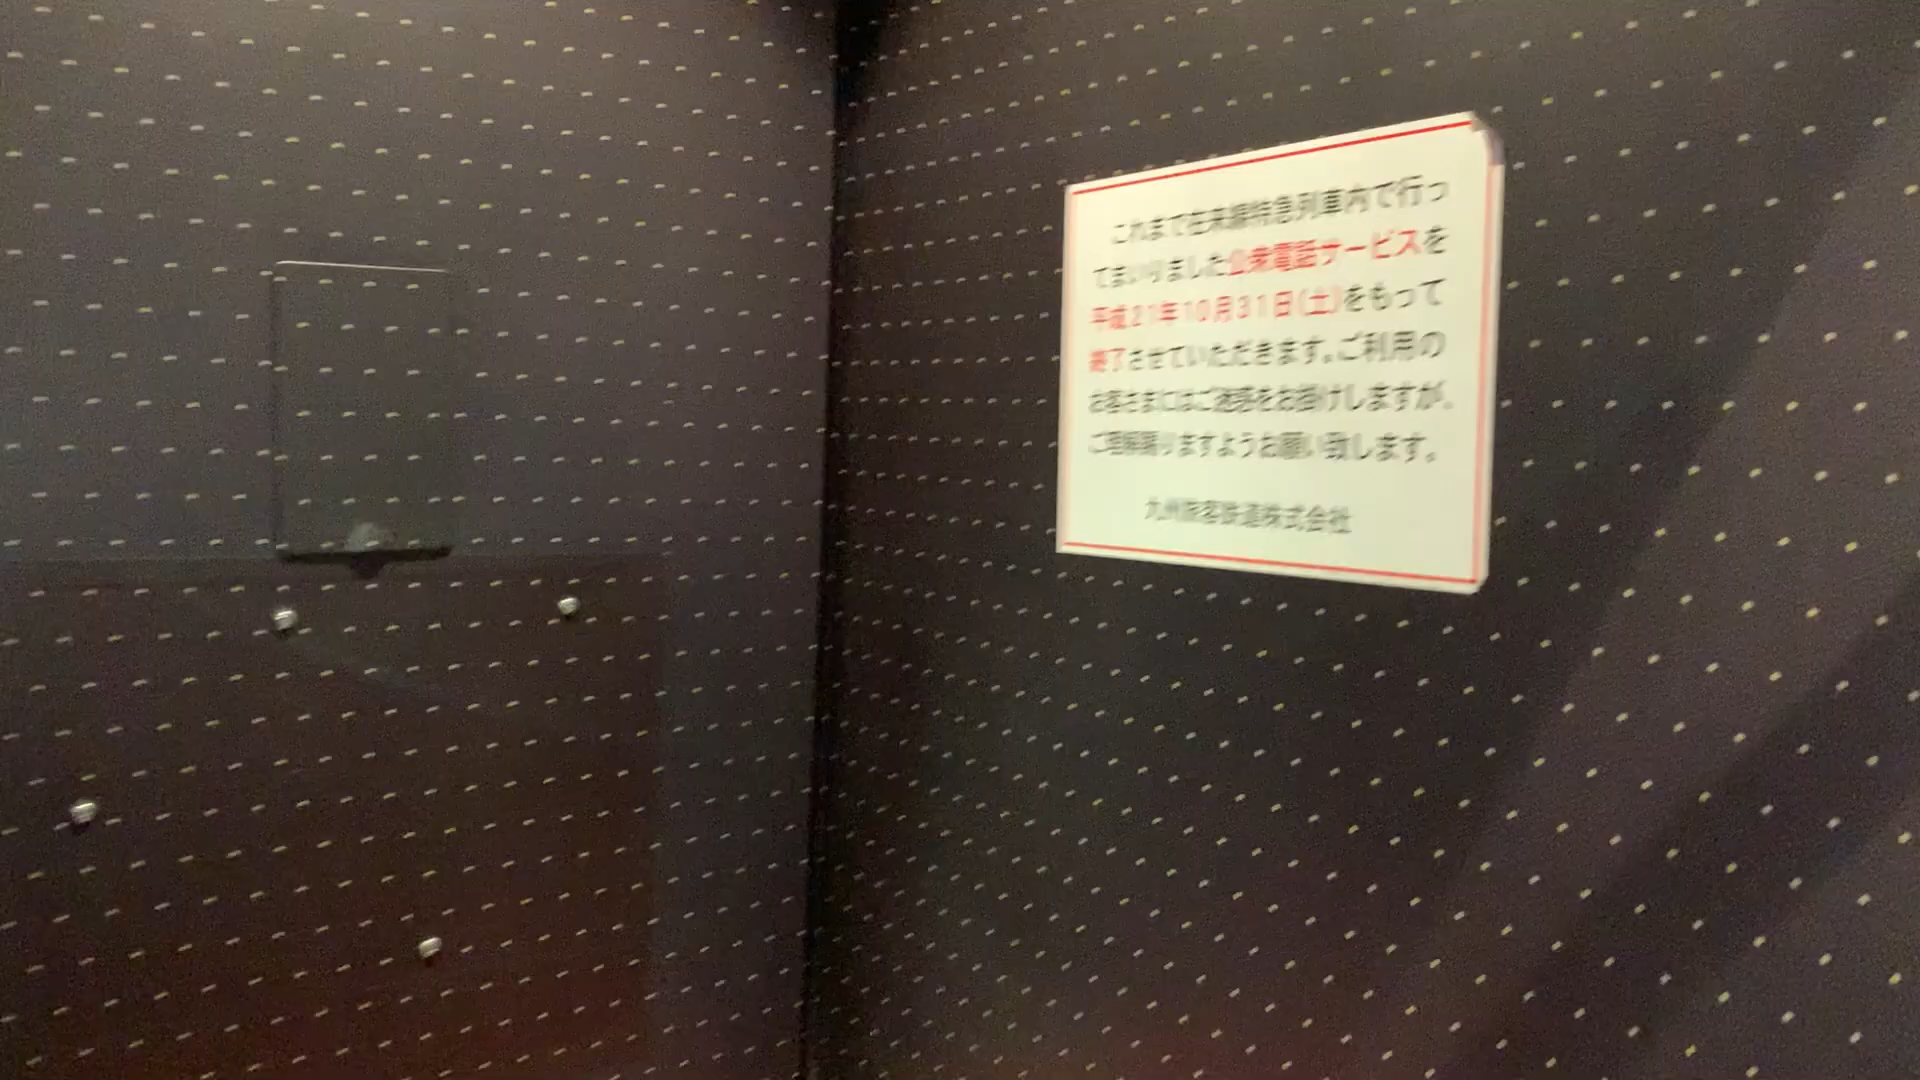 これまで在来線特急列車内で行っ
てまいりました公衆電話サービスを
平成21年10月31日(土)をもって
終了させていただきます。ご利用の
お客さまにはご迷惑をお掛けしますが、
ご理解賜りますようお願い致します。
九州旅客鉄道株式会社